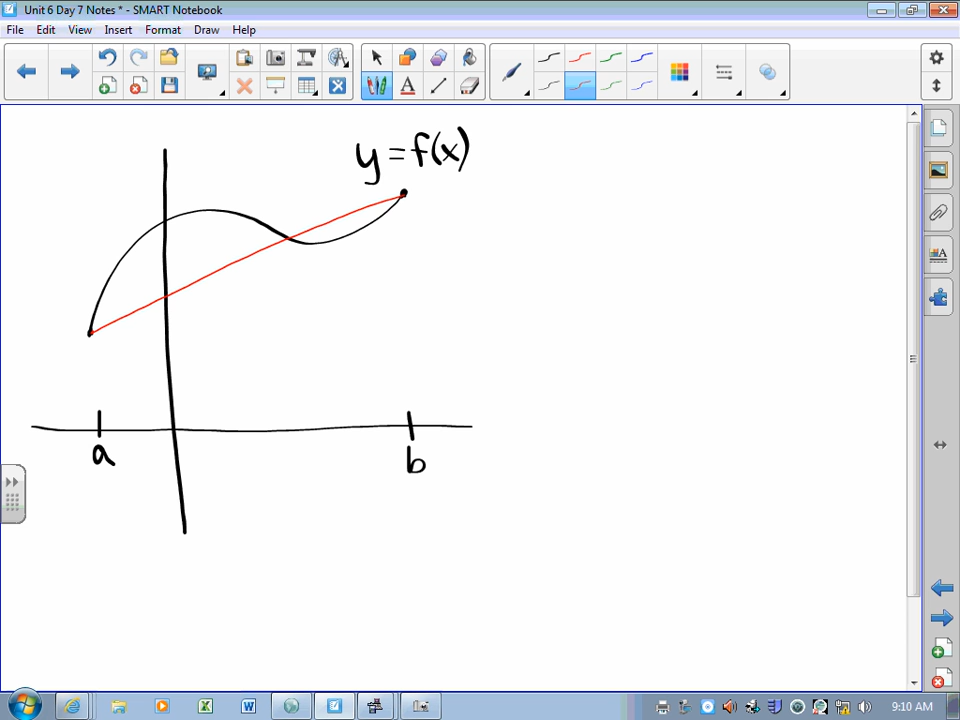 Unit 6 Day 7 Notes * - SMART Notebook
File Edit View Insert Format Draw Help
y = f(x)
a
b
9:10 AM